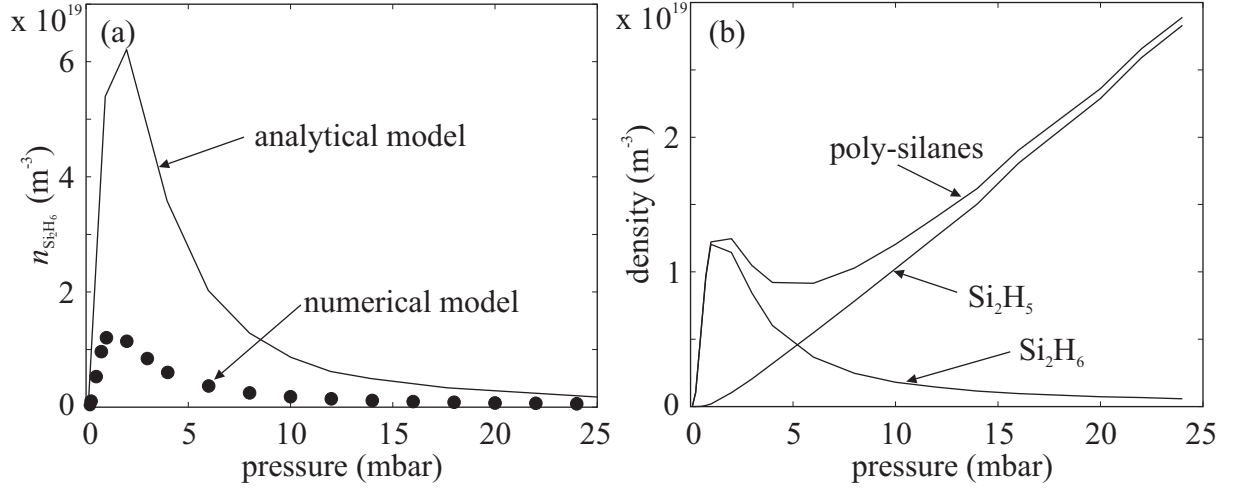 x 10^19
(a)
6
4
2
0
n_Si₂H₆ (m^-3)
analytical model
numerical model
0 5 10 15 20 25
pressure (mbar)
x 10^19
(b)
2
1
0
density (m^-3)
poly-silanes
Si₂H₅
Si₂H₆
0 5 10 15 20 25
pressure (mbar)